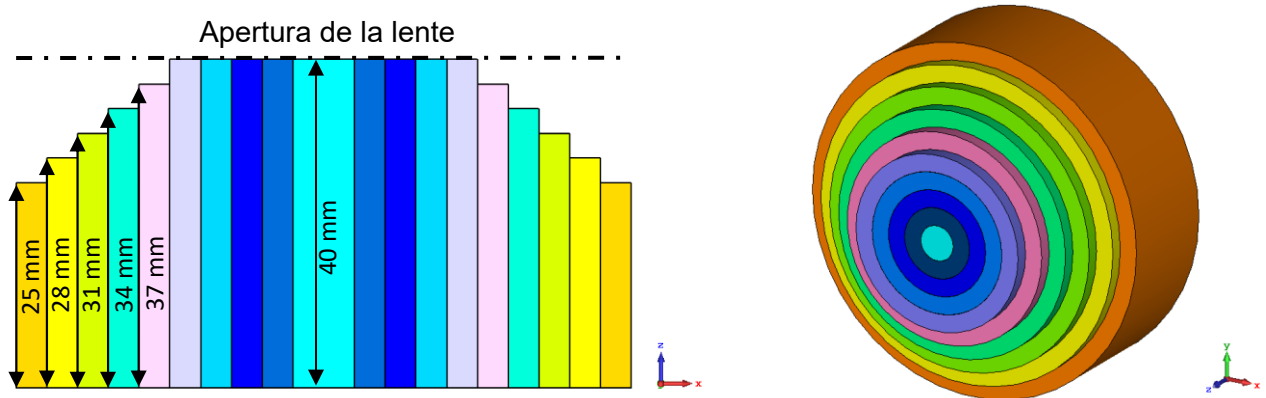 Apertura de la lente
25 mm
28 mm
31 mm
34 mm
37 mm
40 mm
z
x
y
z
x